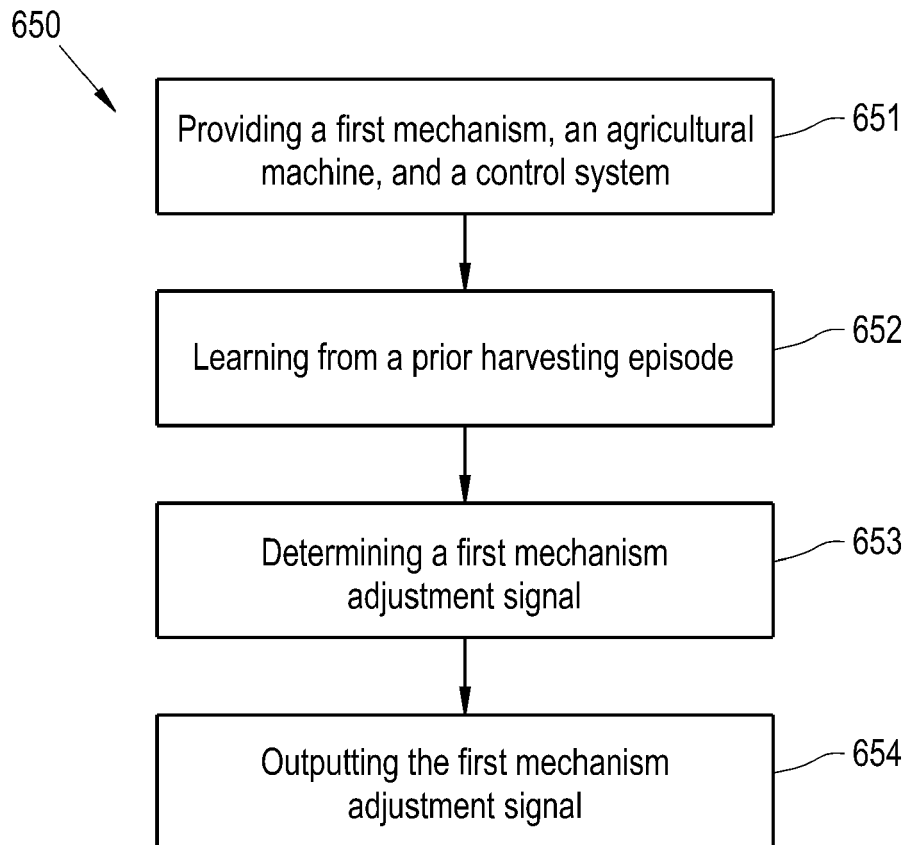 650
Providing a first mechanism, an agricultural
machine, and a control system
651
Learning from a prior harvesting episode
652
Determining a first mechanism
adjustment signal
653
Outputting the first mechanism
adjustment signal
654